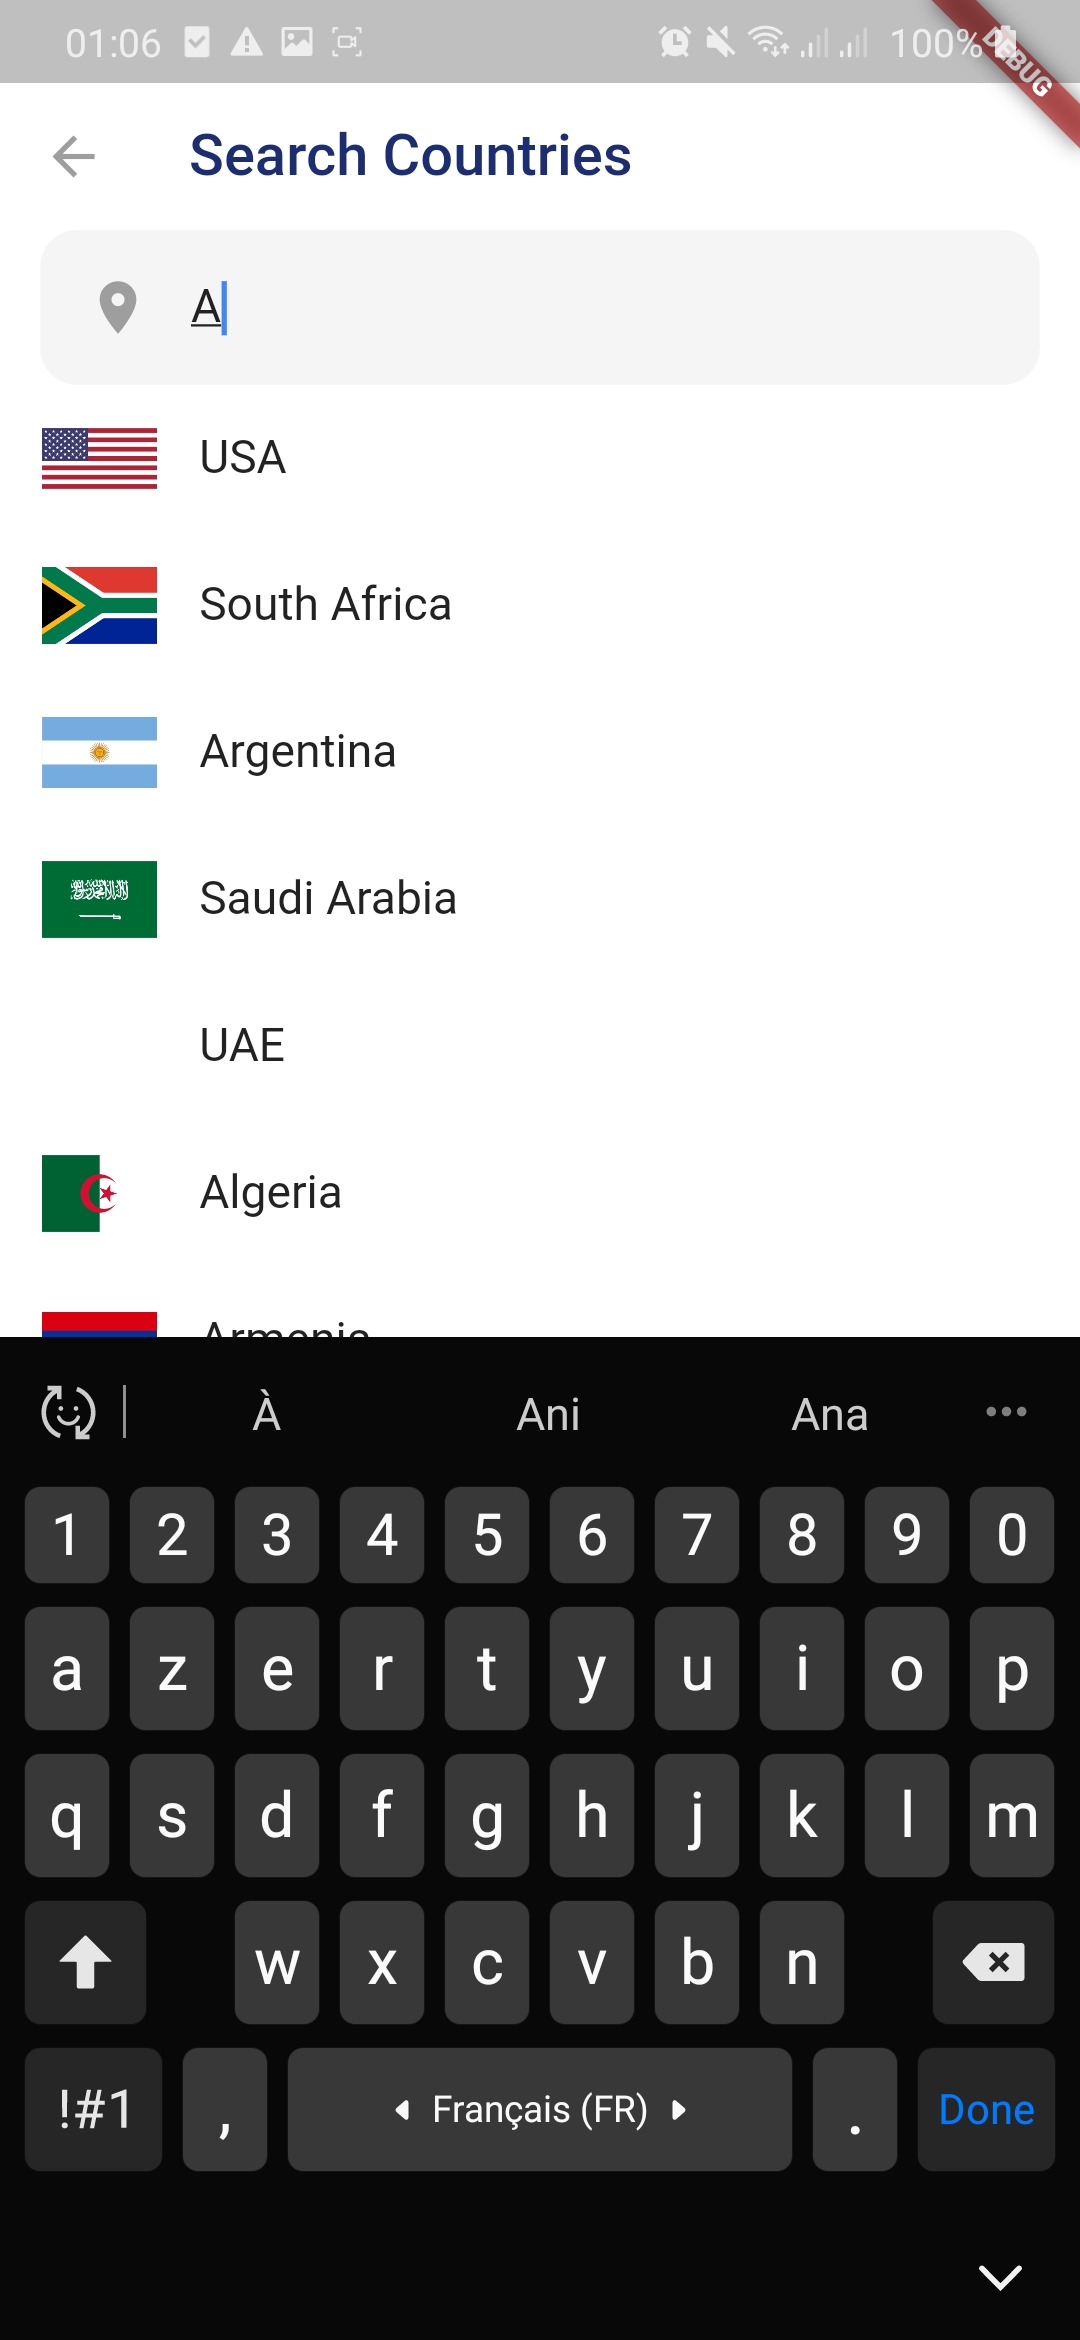 01:06 100%
DEBUG
Search Countries
A
USA
South Africa
Argentina
Saudi Arabia
UAE
Algeria
Armenia
À Ani Ana
1 2 3 4 5 6 7 8 9 0
a z e r t y u i o p
q s d f g h j k l m
w x c v b n
!#1 , Français (FR) . Done